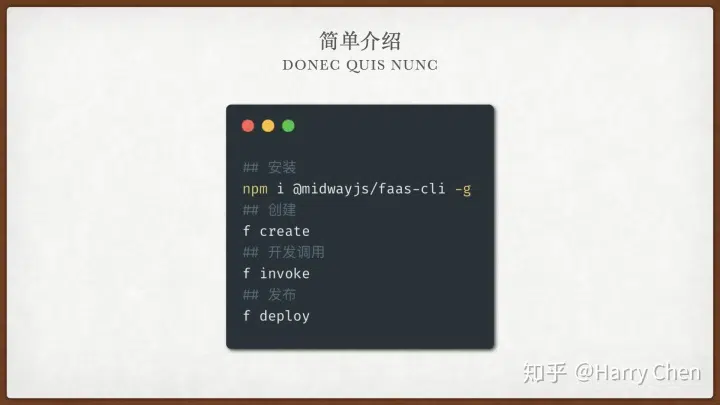 简单介绍
DONEC QUIS NUNC
## 安装
npm i @midwayjs/faas-cli -g
## 创建
f create
## 开发调用
f invoke
## 发布
f deploy
知乎 @Harry Chen